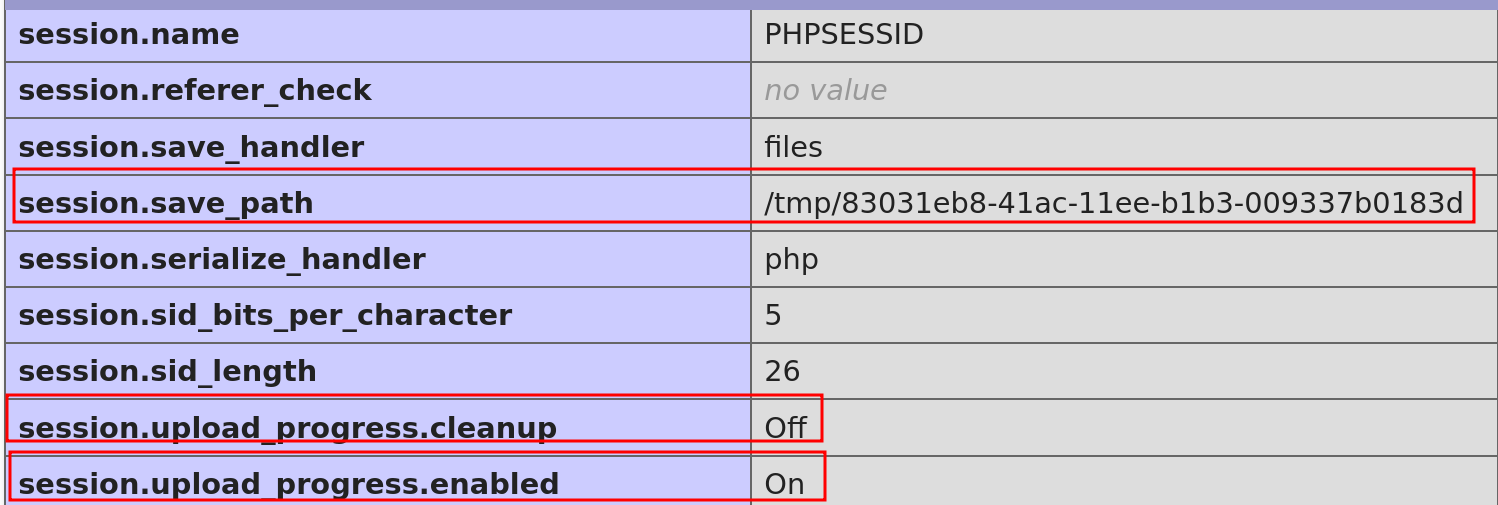 session.name PHPSESSID
session.referer_check no value
session.save_handler files
session.save_path /tmp/83031eb8-41ac-11ee-b1b3-009337b0183d
session.serialize_handler php
session.sid_bits_per_character 5
session.sid_length 26
session.upload_progress.cleanup Off
session.upload_progress.enabled On